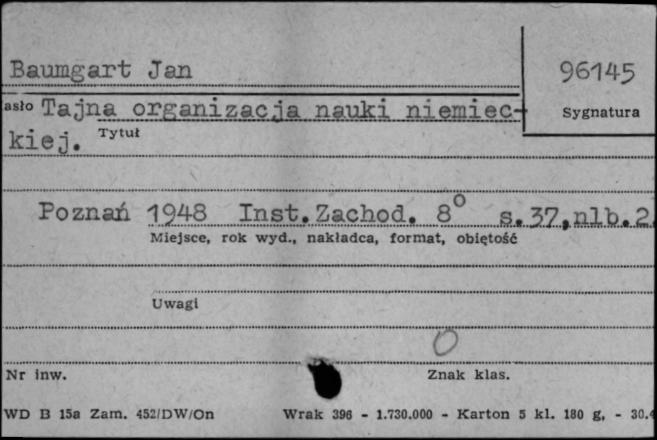 Baumgart Jan
96145
asło Tajna organizacja nauki niemiec-
Sygnatura
kiej. Tytuł
Poznań 1948 Inst.Zachod. 8° s.37,nlb.2.
Miejsce, rok wyd., nakładca, format, obiętość
Uwagi
0
Nr inw.
Znak klas.
WD B 15a Zam. 452/DW/On Wrak 396 - 1.730.000 - Karton 5 kl. 180 g, - 30.4